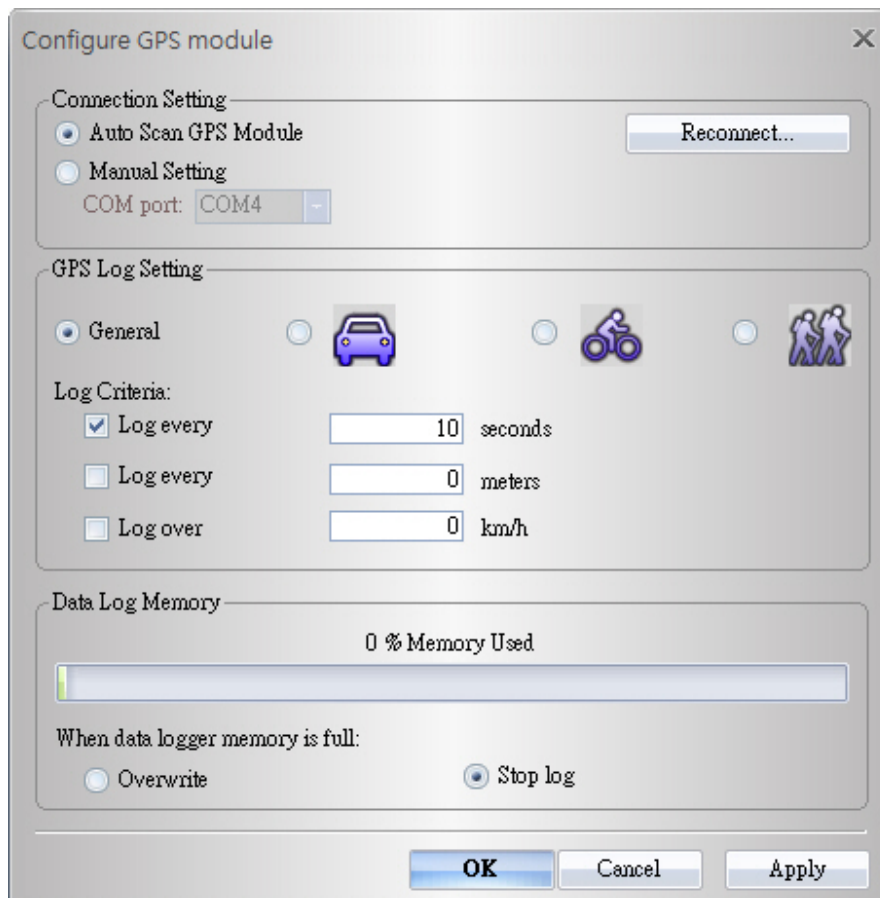 Configure GPS module
Connection Setting
Auto Scan GPS Module
Reconnect...
Manual Setting
COM port: COM4
GPS Log Setting
General
Log Criteria:
Log every 10 seconds
Log every 0 meters
Log over 0 km/h
Data Log Memory
0 % Memory Used
When data logger memory is full:
Overwrite Stop log
OK Cancel Apply